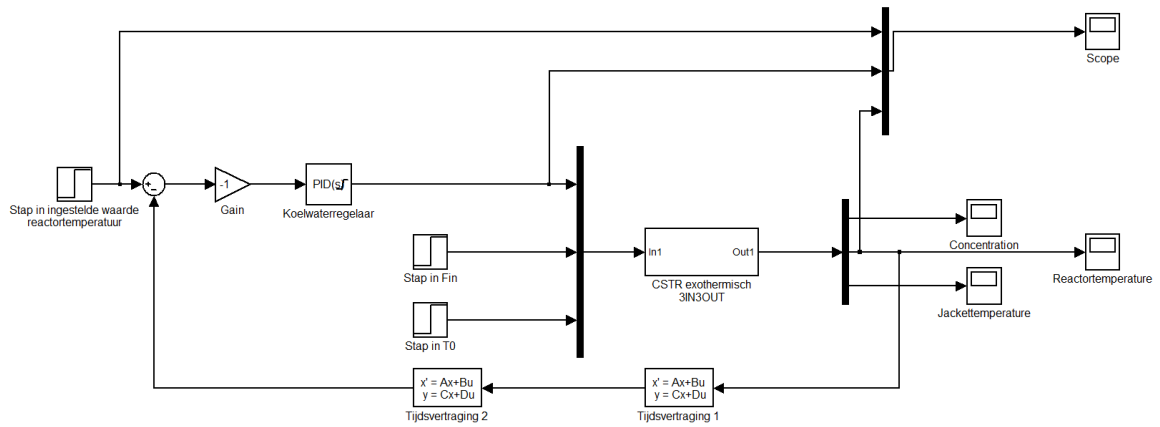 Scope
Stap in ingestelde waarde
reactortemperatuur
+
-
-1
Gain
PID(s)
Koelwaterregelaar
Stap in Fin
Stap in T0
In1
Out1
CSTR exothermisch
3IN3OUT
Concentration
Reactortemperature
Jackettemperature
x' = Ax+Bu
y = Cx+Du
Tijdsvertraging 2
x' = Ax+Bu
y = Cx+Du
Tijdsvertraging 1